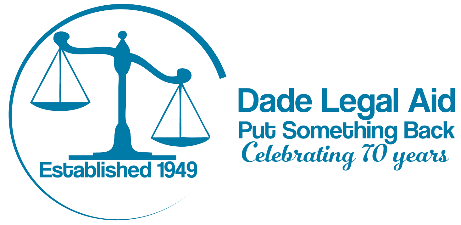 Established 1949
Dade Legal Aid
Put Something Back
Celebrating 70 years